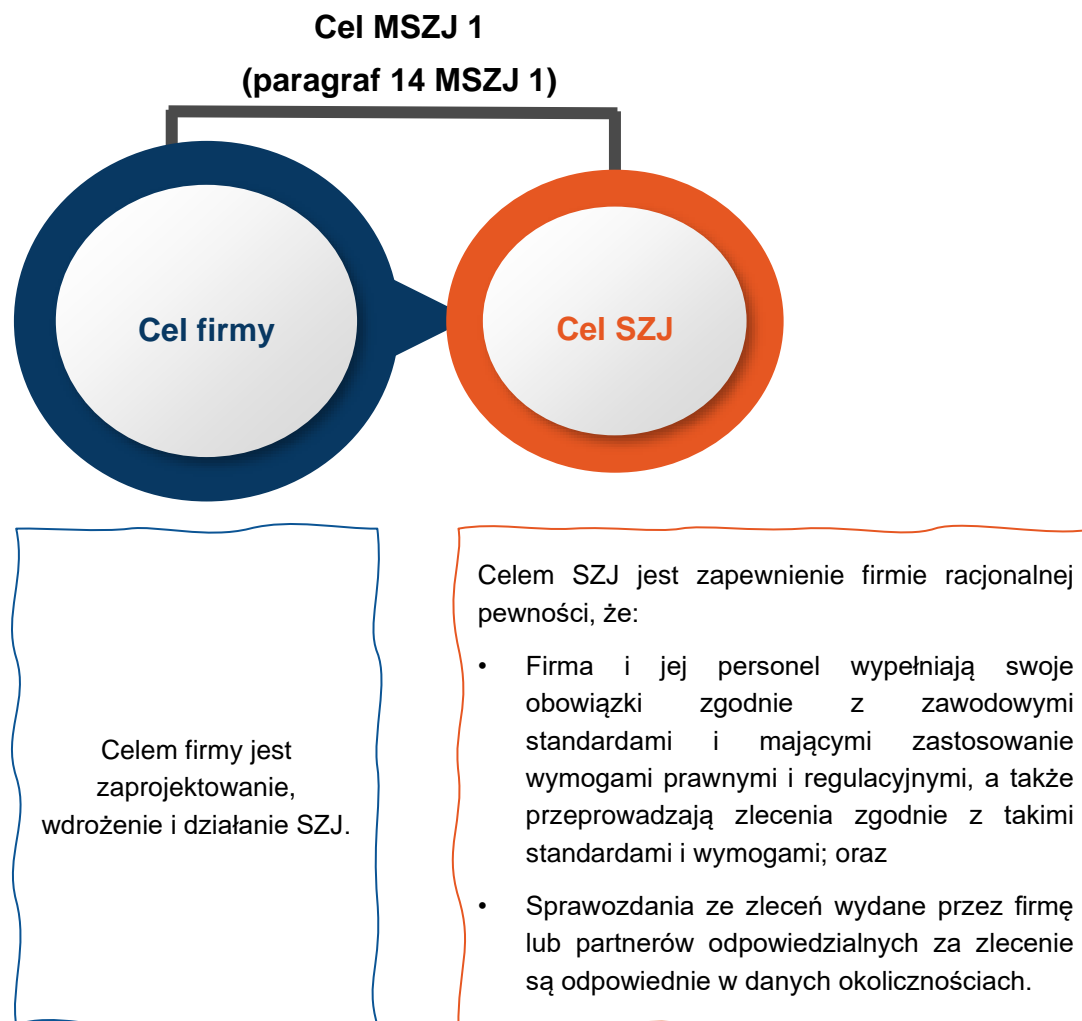 Cel MSZJ 1
(paragraf 14 MSZJ 1)
Cel firmy
Cel SZJ
Celem firmy jest
zaprojektowanie,
wdrożenie i działanie SZJ.
Celem SZJ jest zapewnienie firmie racjonalnej
pewności, że:
• Firma i jej personel wypełniają swoje
obowiązki zgodnie z zawodowymi
standardami i mającymi zastosowanie
wymogami prawnymi i regulacyjnymi, a także
przeprowadzają zlecenia zgodnie z takimi
standardami i wymogami; oraz
• Sprawozdania ze zleceń wydane przez firmę
lub partnerów odpowiedzialnych za zlecenie
są odpowiednie w danych okolicznościach.